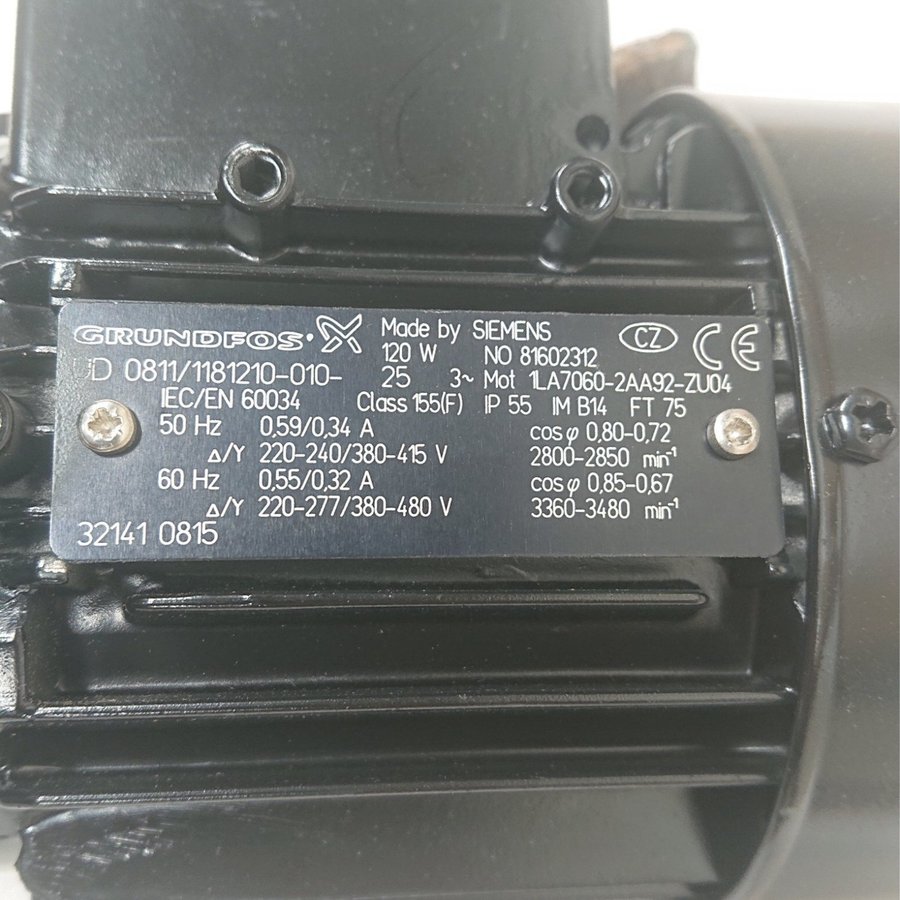 GRUNDFOS Made by SIEMENS CZ CE
120 W NO 81602312
D 0811/1181210-010- 25 3~ Mot 1LA7060-2AA92-ZU04
IEC/EN 60034 Class 155(F) IP 55 IM B14 FT 75
50 Hz 0,59/0,34 A cos φ 0,80-0,72
Δ/Y 220-240/380-415 V 2800-2850 min⁻¹
60 Hz 0,55/0,32 A cos φ 0,85-0,67
Δ/Y 220-277/380-480 V 3360-3480 min⁻¹
32141 0815